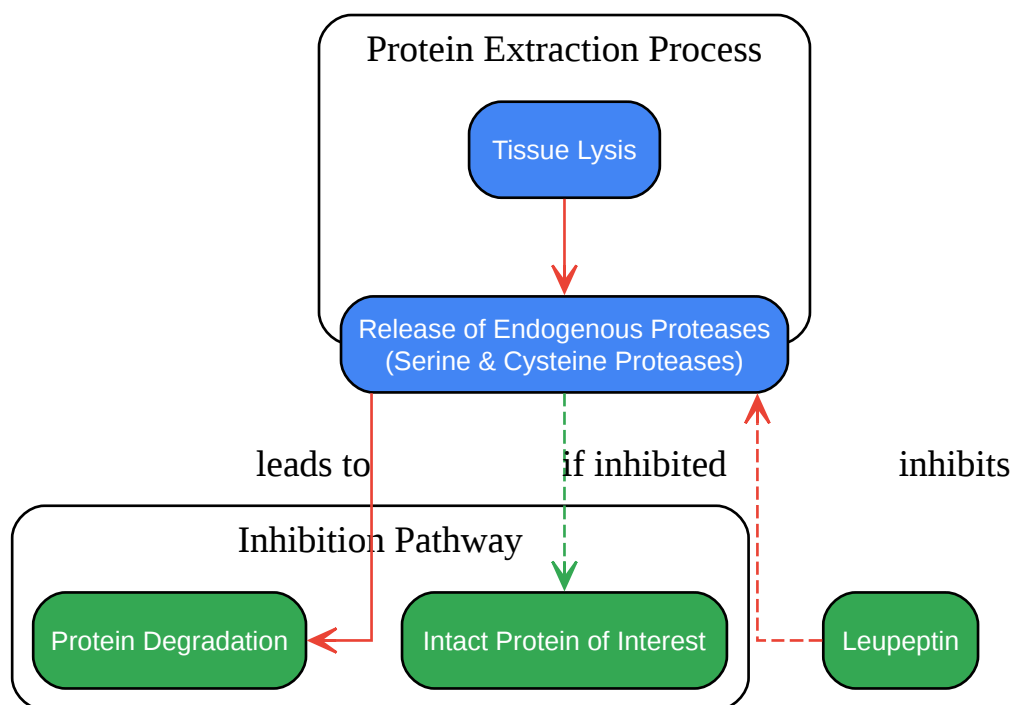 Protein Extraction Process
Tissue Lysis
Release of Endogenous Proteases
(Serine & Cysteine Proteases)
leads to
if inhibited
inhibits
Inhibition Pathway
Protein Degradation
Intact Protein of Interest
Leupeptin